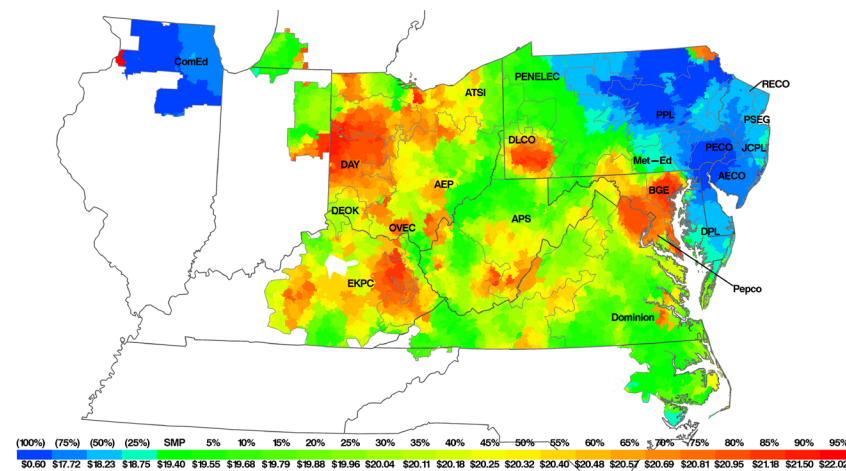 ComEd
ATSI
PENELEC
RECO
PPL
PSEG
DLCO
PECO
JCPL
Met-Ed
DAY
AECO
AEP
BGE
DEOK
APS
OVEC
DPL
EKPC
Pepco
Dominion
(100%) (75%) (50%) (25%) SMP 5% 10% 15% 20% 25% 30% 35% 40% 45% 50% 55% 60% 65% 70% 75% 80% 85% 90% 95%
$0.60 $17.72 $18.23 $18.75 $19.40 $19.55 $19.68 $19.79 $19.88 $19.96 $20.04 $20.11 $20.18 $20.25 $20.32 $20.40 $20.48 $20.57 $20.69 $20.81 $20.95 $21.18 $21.50